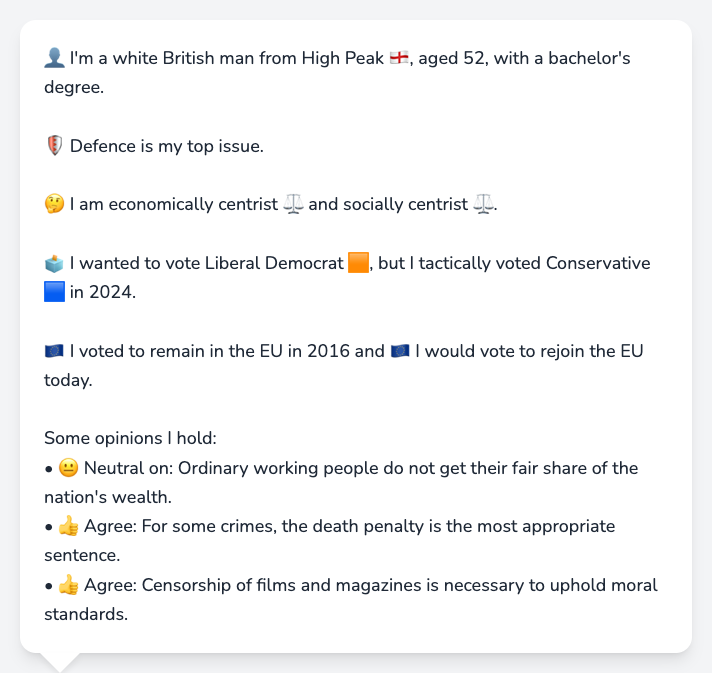 👤 I'm a white British man from High Peak 🏴󠁧󠁢󠁥󠁮󠁧󠁿, aged 52, with a bachelor's
degree.
🛡️ Defence is my top issue.
🤔 I am economically centrist ⚖️ and socially centrist ⚖️.
🗳️ I wanted to vote Liberal Democrat 🟧, but I tactically voted Conservative
🟦 in 2024.
🇪🇺 I voted to remain in the EU in 2016 and 🇪🇺 I would vote to rejoin the EU
today.
Some opinions I hold:
• 😐 Neutral on: Ordinary working people do not get their fair share of the
nation's wealth.
• 👍 Agree: For some crimes, the death penalty is the most appropriate
sentence.
• 👍 Agree: Censorship of films and magazines is necessary to uphold moral
standards.